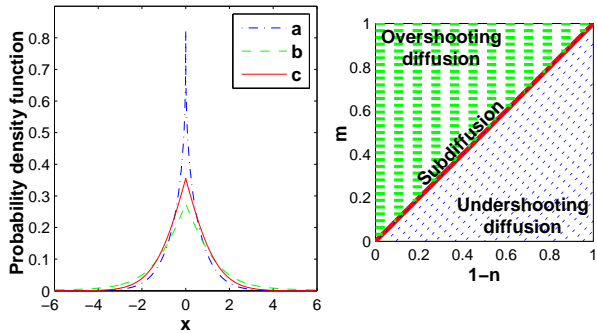 0.8
0.7
0.6
0.5
0.4
0.3
0.2
0.1
0
−6 −4 −2 0 2 4 6
Probability density function
x
a
b
c
1
0.8
0.6
0.4
0.2
0
0 0.2 0.4 0.6 0.8 1
m
1−n
Overshooting
diffusion
Subdiffusion
Undershooting
diffusion